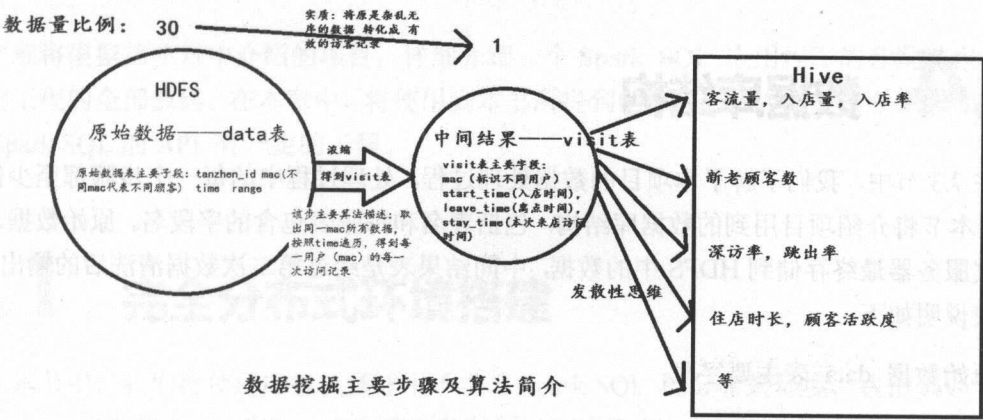 数据量比例: 30
实质: 将原是杂乱无
序的数据 转化成 有
效的访客记录
1
HDFS
原始数据——data表
原始数据表主要子段: tanzhen_id mac(不
同mac代表不同顾客) time range
浓缩
得到visit表
该步主要算法描述:
出同一mac所有数据,
按照time遍历, 得到每
一用户(mac)的每一
次访问记录
中间结果——visit表
visit表主要字段:
mac (标识不同用户),
start_time(入店时间),
leave_time(离店时间),
stay_time(本次来店访问
时间)
发散性思维
Hive
客流量, 入店量, 入店率
新老顾客数
深访率, 跳出率
住店时长, 顾客活跃度
等
数据挖掘主要步骤及算法简介